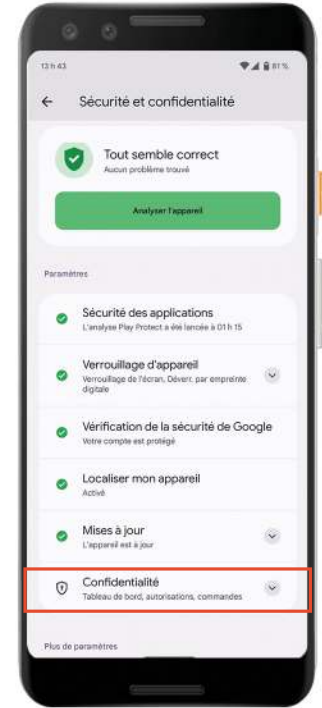 13 h 43
81 %
Sécurité et confidentialité
Tout semble correct
Aucun problème trouvé
Analyser l'appareil
Paramètres
Sécurité des applications
L'analyse Play Protect a été lancée à 01 h 15
Verrouillage d'appareil
Verrouillage de l'écran, Déverr. par empreinte
digitale
Vérification de la sécurité de Google
Votre compte est protégé
Localiser mon appareil
Activé
Mises à jour
L'appareil est à jour
Confidentialité
Tableau de bord, autorisations, commandes
Plus de paramètres